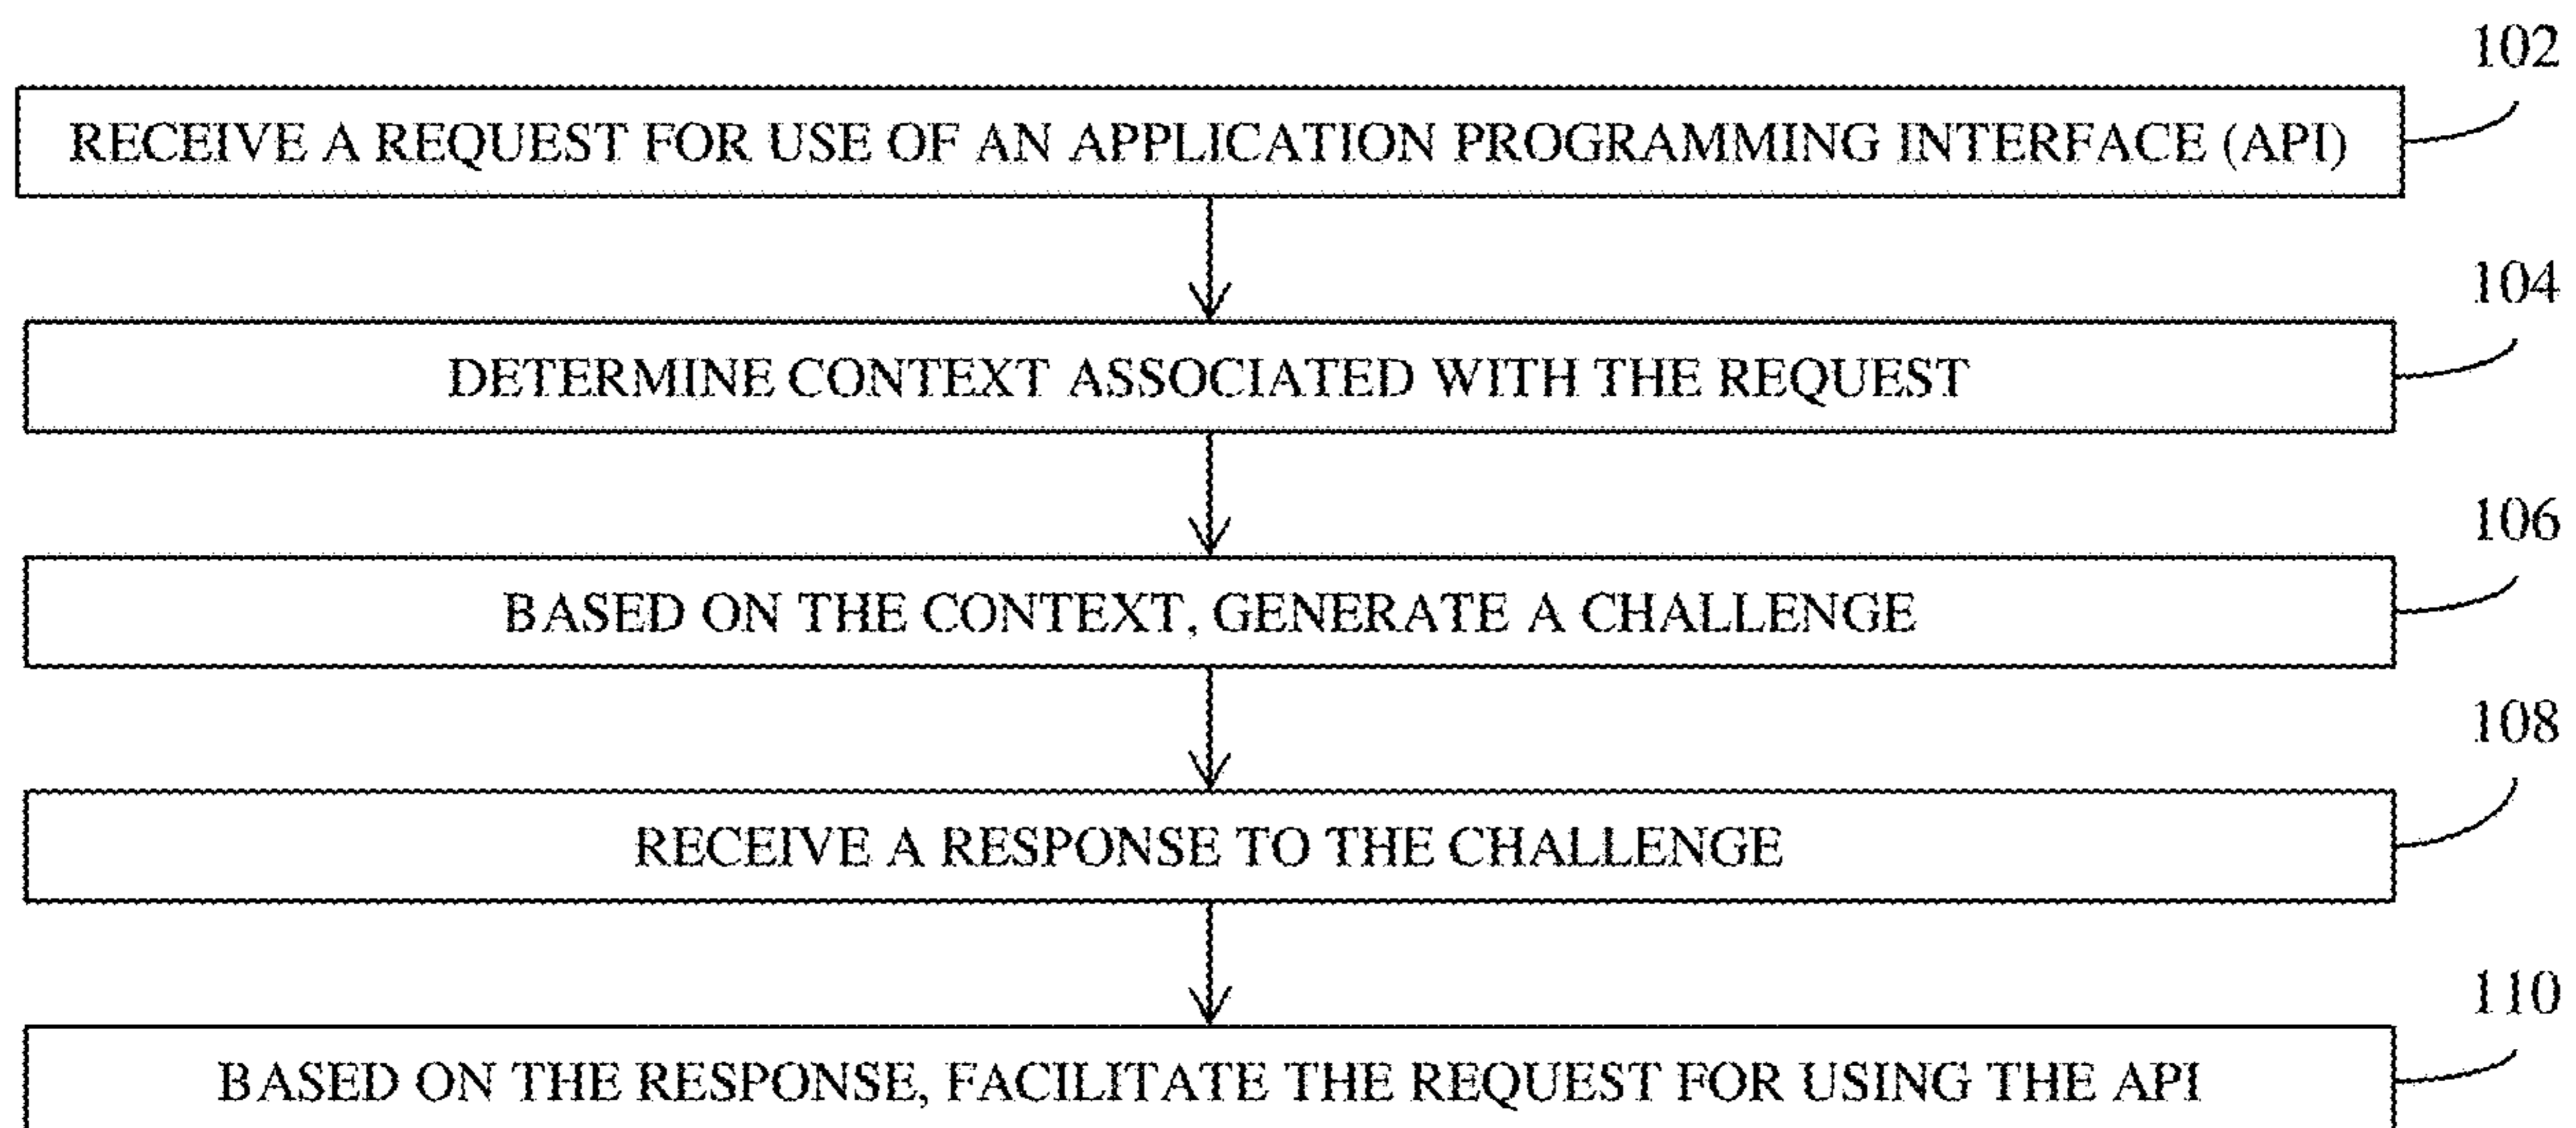 102
RECEIVE A REQUEST FOR USE OF AN APPLICATION PROGRAMMING INTERFACE (API)
104
DETERMINE CONTEXT ASSOCIATED WITH THE REQUEST
106
BASED ON THE CONTEXT, GENERATE A CHALLENGE
108
RECEIVE A RESPONSE TO THE CHALLENGE
110
BASED ON THE RESPONSE, FACILITATE THE REQUEST FOR USING THE API